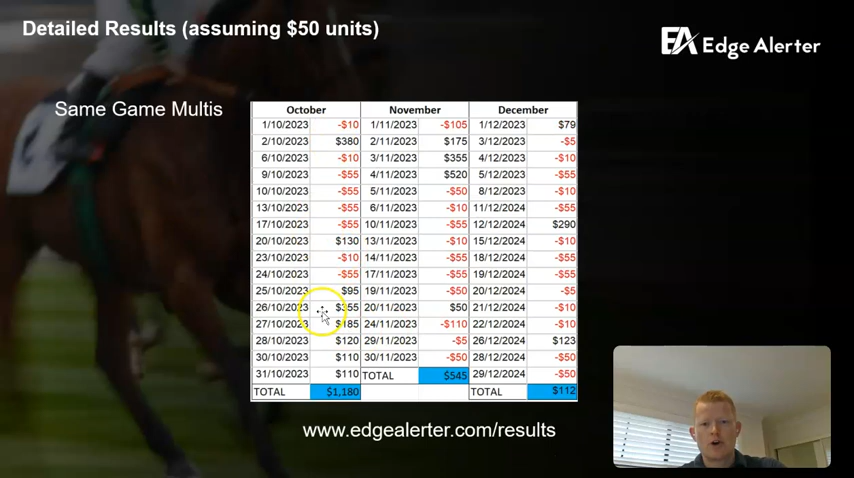 Detailed Results (assuming $50 units)
EA Edge Alerter
Same Game Multis
October November December
1/10/2023 -$10 1/11/2023 -$105 1/12/2023 $79
2/10/2023 $380 2/11/2023 $175 3/12/2023 -$5
6/10/2023 -$10 3/11/2023 $355 4/12/2023 -$10
9/10/2023 -$55 4/11/2023 $520 5/12/2023 -$55
10/10/2023 -$55 5/11/2023 -$50 8/12/2023 -$10
13/10/2023 -$55 6/11/2023 -$10 11/12/2023 -$55
17/10/2023 -$55 10/11/2023 -$55 12/12/2024 $290
20/10/2023 $130 13/11/2023 -$10 15/12/2024 -$10
23/10/2023 -$10 14/11/2023 -$55 18/12/2024 -$55
24/10/2023 -$55 17/11/2023 -$55 19/12/2024 -$55
25/10/2023 $95 19/11/2023 -$50 20/12/2024 -$5
26/10/2023 $355 20/11/2023 $50 21/12/2024 -$10
27/10/2023 $185 24/11/2023 -$110 22/12/2024 -$10
28/10/2023 $120 29/11/2023 -$5 26/12/2024 $123
30/10/2023 $110 30/11/2023 -$50 28/12/2024 -$50
31/10/2023 $110 TOTAL $545 29/12/2024 -$50
TOTAL $1,180 TOTAL $112
www.edgealerter.com/results